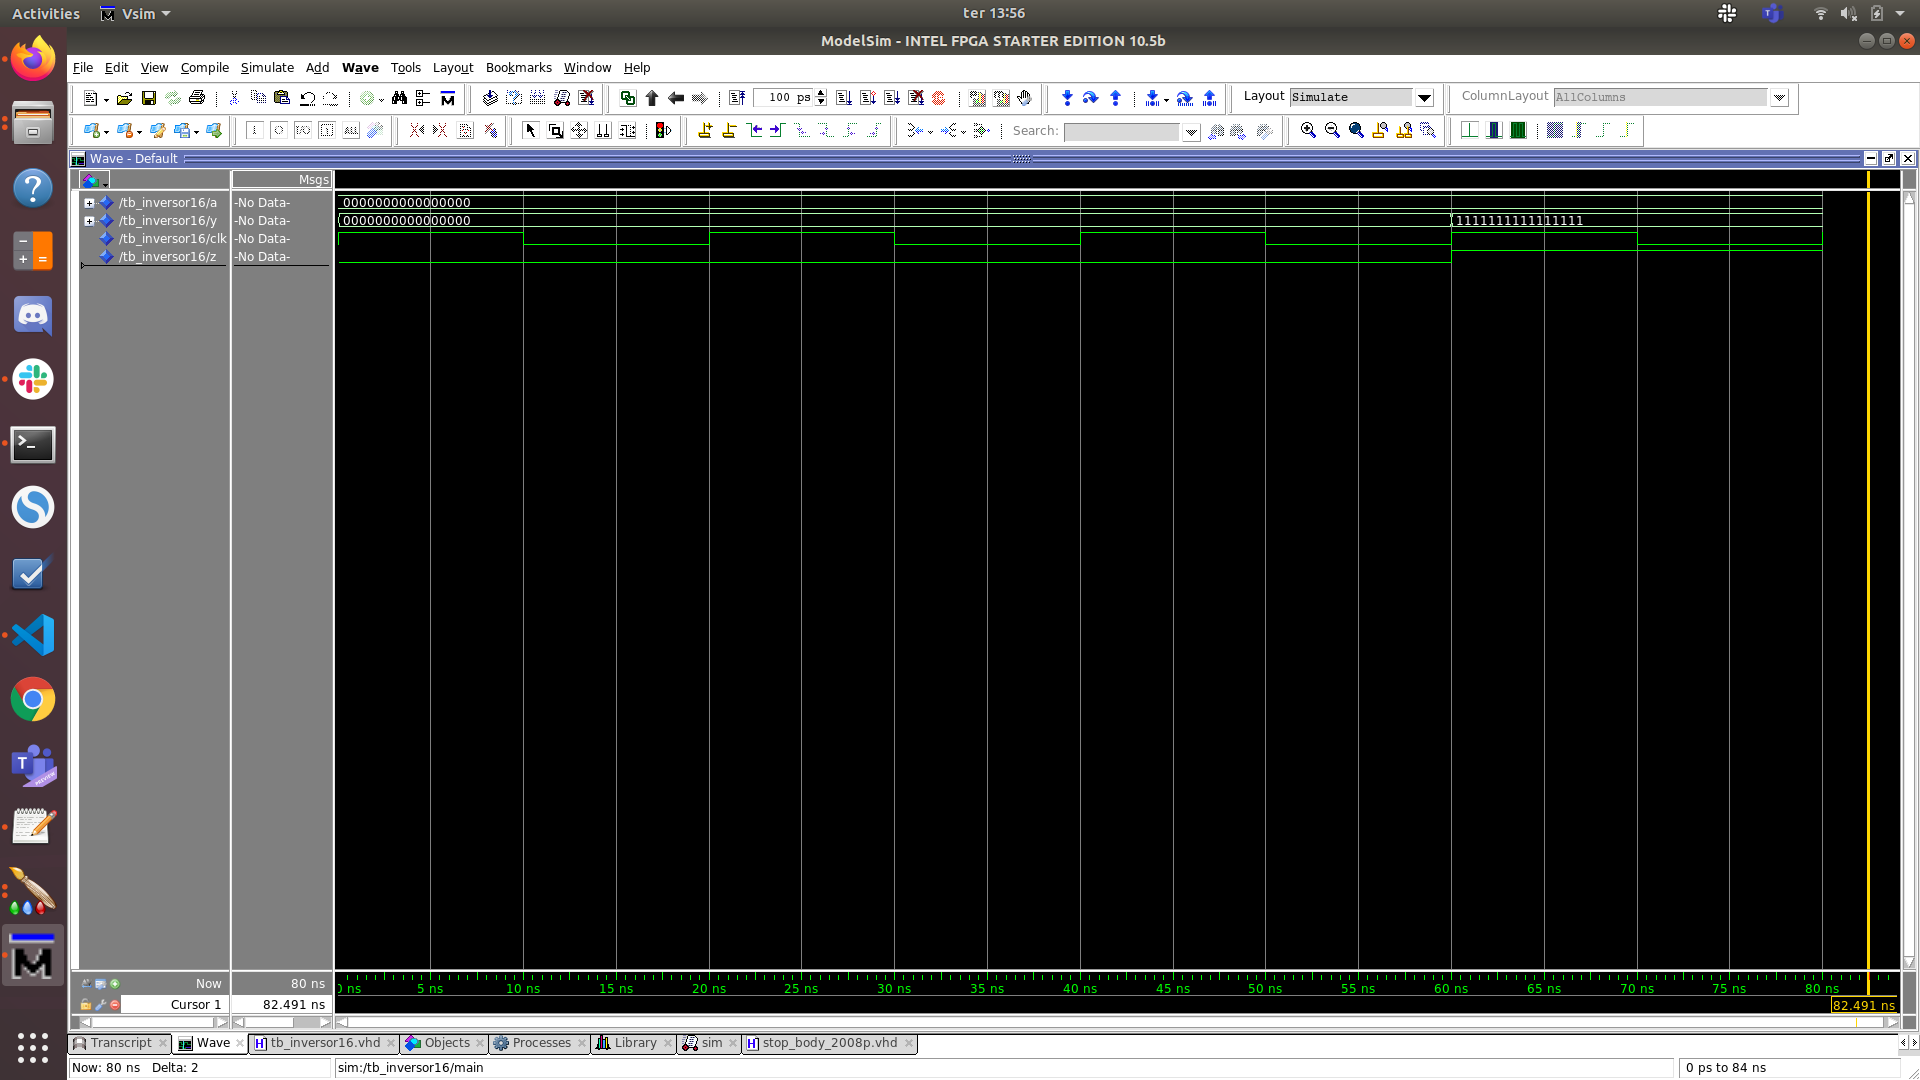 Activities Vsim ter 13:56
ModelSim - INTEL FPGA STARTER EDITION 10.5b
File Edit View Compile Simulate Add Wave Tools Layout Bookmarks Window Help
100 ps Layout Simulate ColumnLayout AllColumns
Search:
Wave - Default
Msgs
/tb_inversor16/a -No Data- 0000000000000000
/tb_inversor16/y -No Data- 0000000000000000 1111111111111111
/tb_inversor16/clk -No Data-
/tb_inversor16/z -No Data-
Now 80 ns 0 ns 5 ns 10 ns 15 ns 20 ns 25 ns 30 ns 35 ns 40 ns 45 ns 50 ns 55 ns 60 ns 65 ns 70 ns 75 ns 80 ns
Cursor 1 82.491 ns 82.491 ns
Transcript Wave tb_inversor16.vhd Objects Processes Library sim stop_body_2008p.vhd
Now: 80 ns Delta: 2 sim:/tb_inversor16/main 0 ps to 84 ns